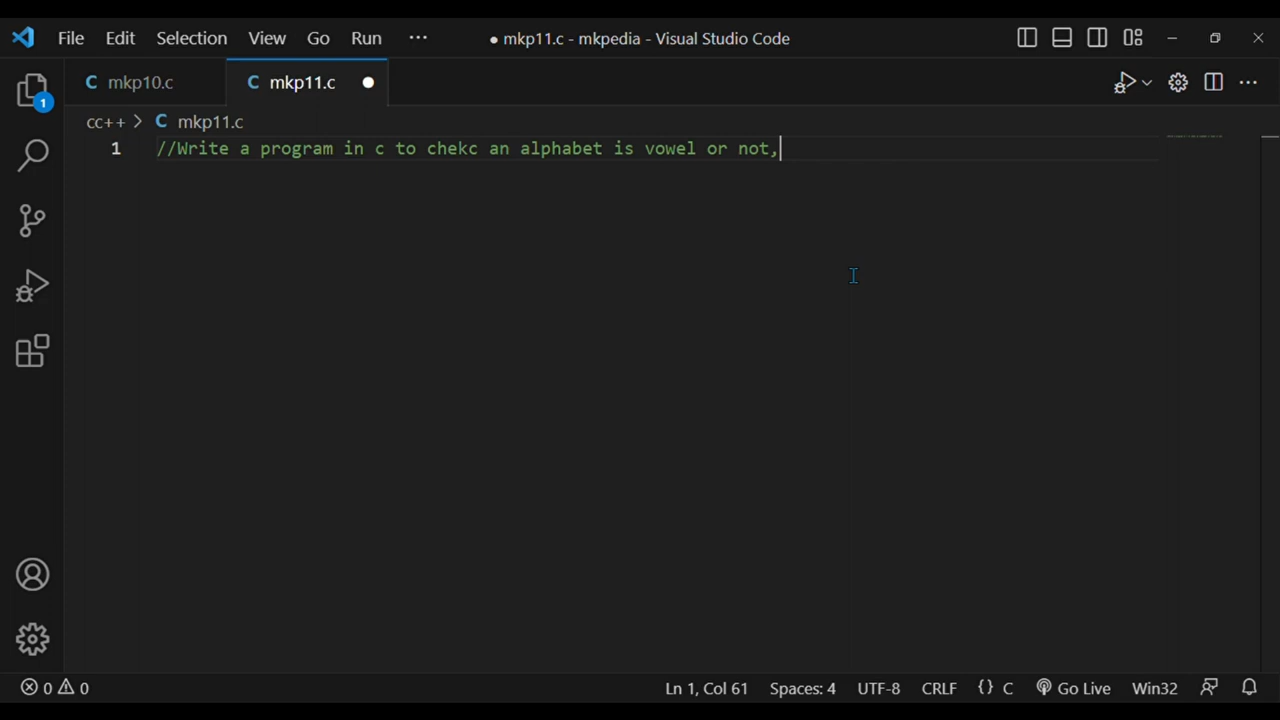 File Edit Selection View Go Run ··· ● mkp11.c - mkpedia - Visual Studio Code
1 C mkp10.c C mkp11.c ●
cc++ > C mkp11.c
1 //Write a program in c to chekc an alphabet is vowel or not,
0 0 Ln 1, Col 61 Spaces: 4 UTF-8 CRLF {} C Go Live Win32